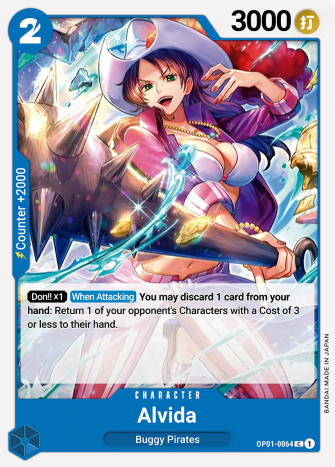 2
3000 打
⚡Counter +2000
Don!! ×1 When Attacking You may discard 1 card from your
hand: Return 1 of your opponent's Characters with a Cost of 3
or less to their hand.
CHARACTER
Alvida
Buggy Pirates
OP01-0064 C 1
BANDAI MADE IN JAPAN